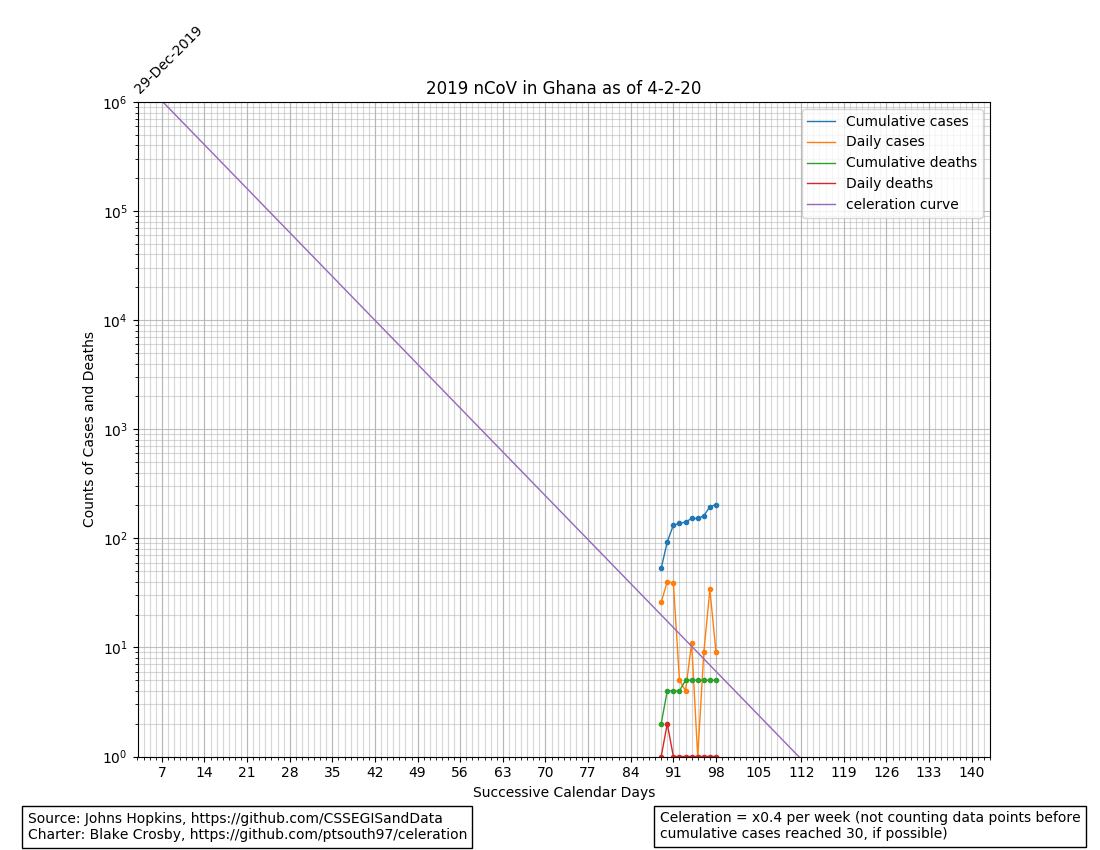 29-Dec-2019
2019 nCoV in Ghana as of 4-2-20
Cumulative cases
Daily cases
Cumulative deaths
Daily deaths
celeration curve
Counts of Cases and Deaths
10^6
10^5
10^4
10^3
10^2
10^1
10^0
7 14 21 28 35 42 49 56 63 70 77 84 91 98 105 112 119 126 133 140
Successive Calendar Days
Source: Johns Hopkins, https://github.com/CSSEGISandData
Charter: Blake Crosby, https://github.com/ptsouth97/celeration
Celeration = x0.4 per week (not counting data points before
cumulative cases reached 30, if possible)